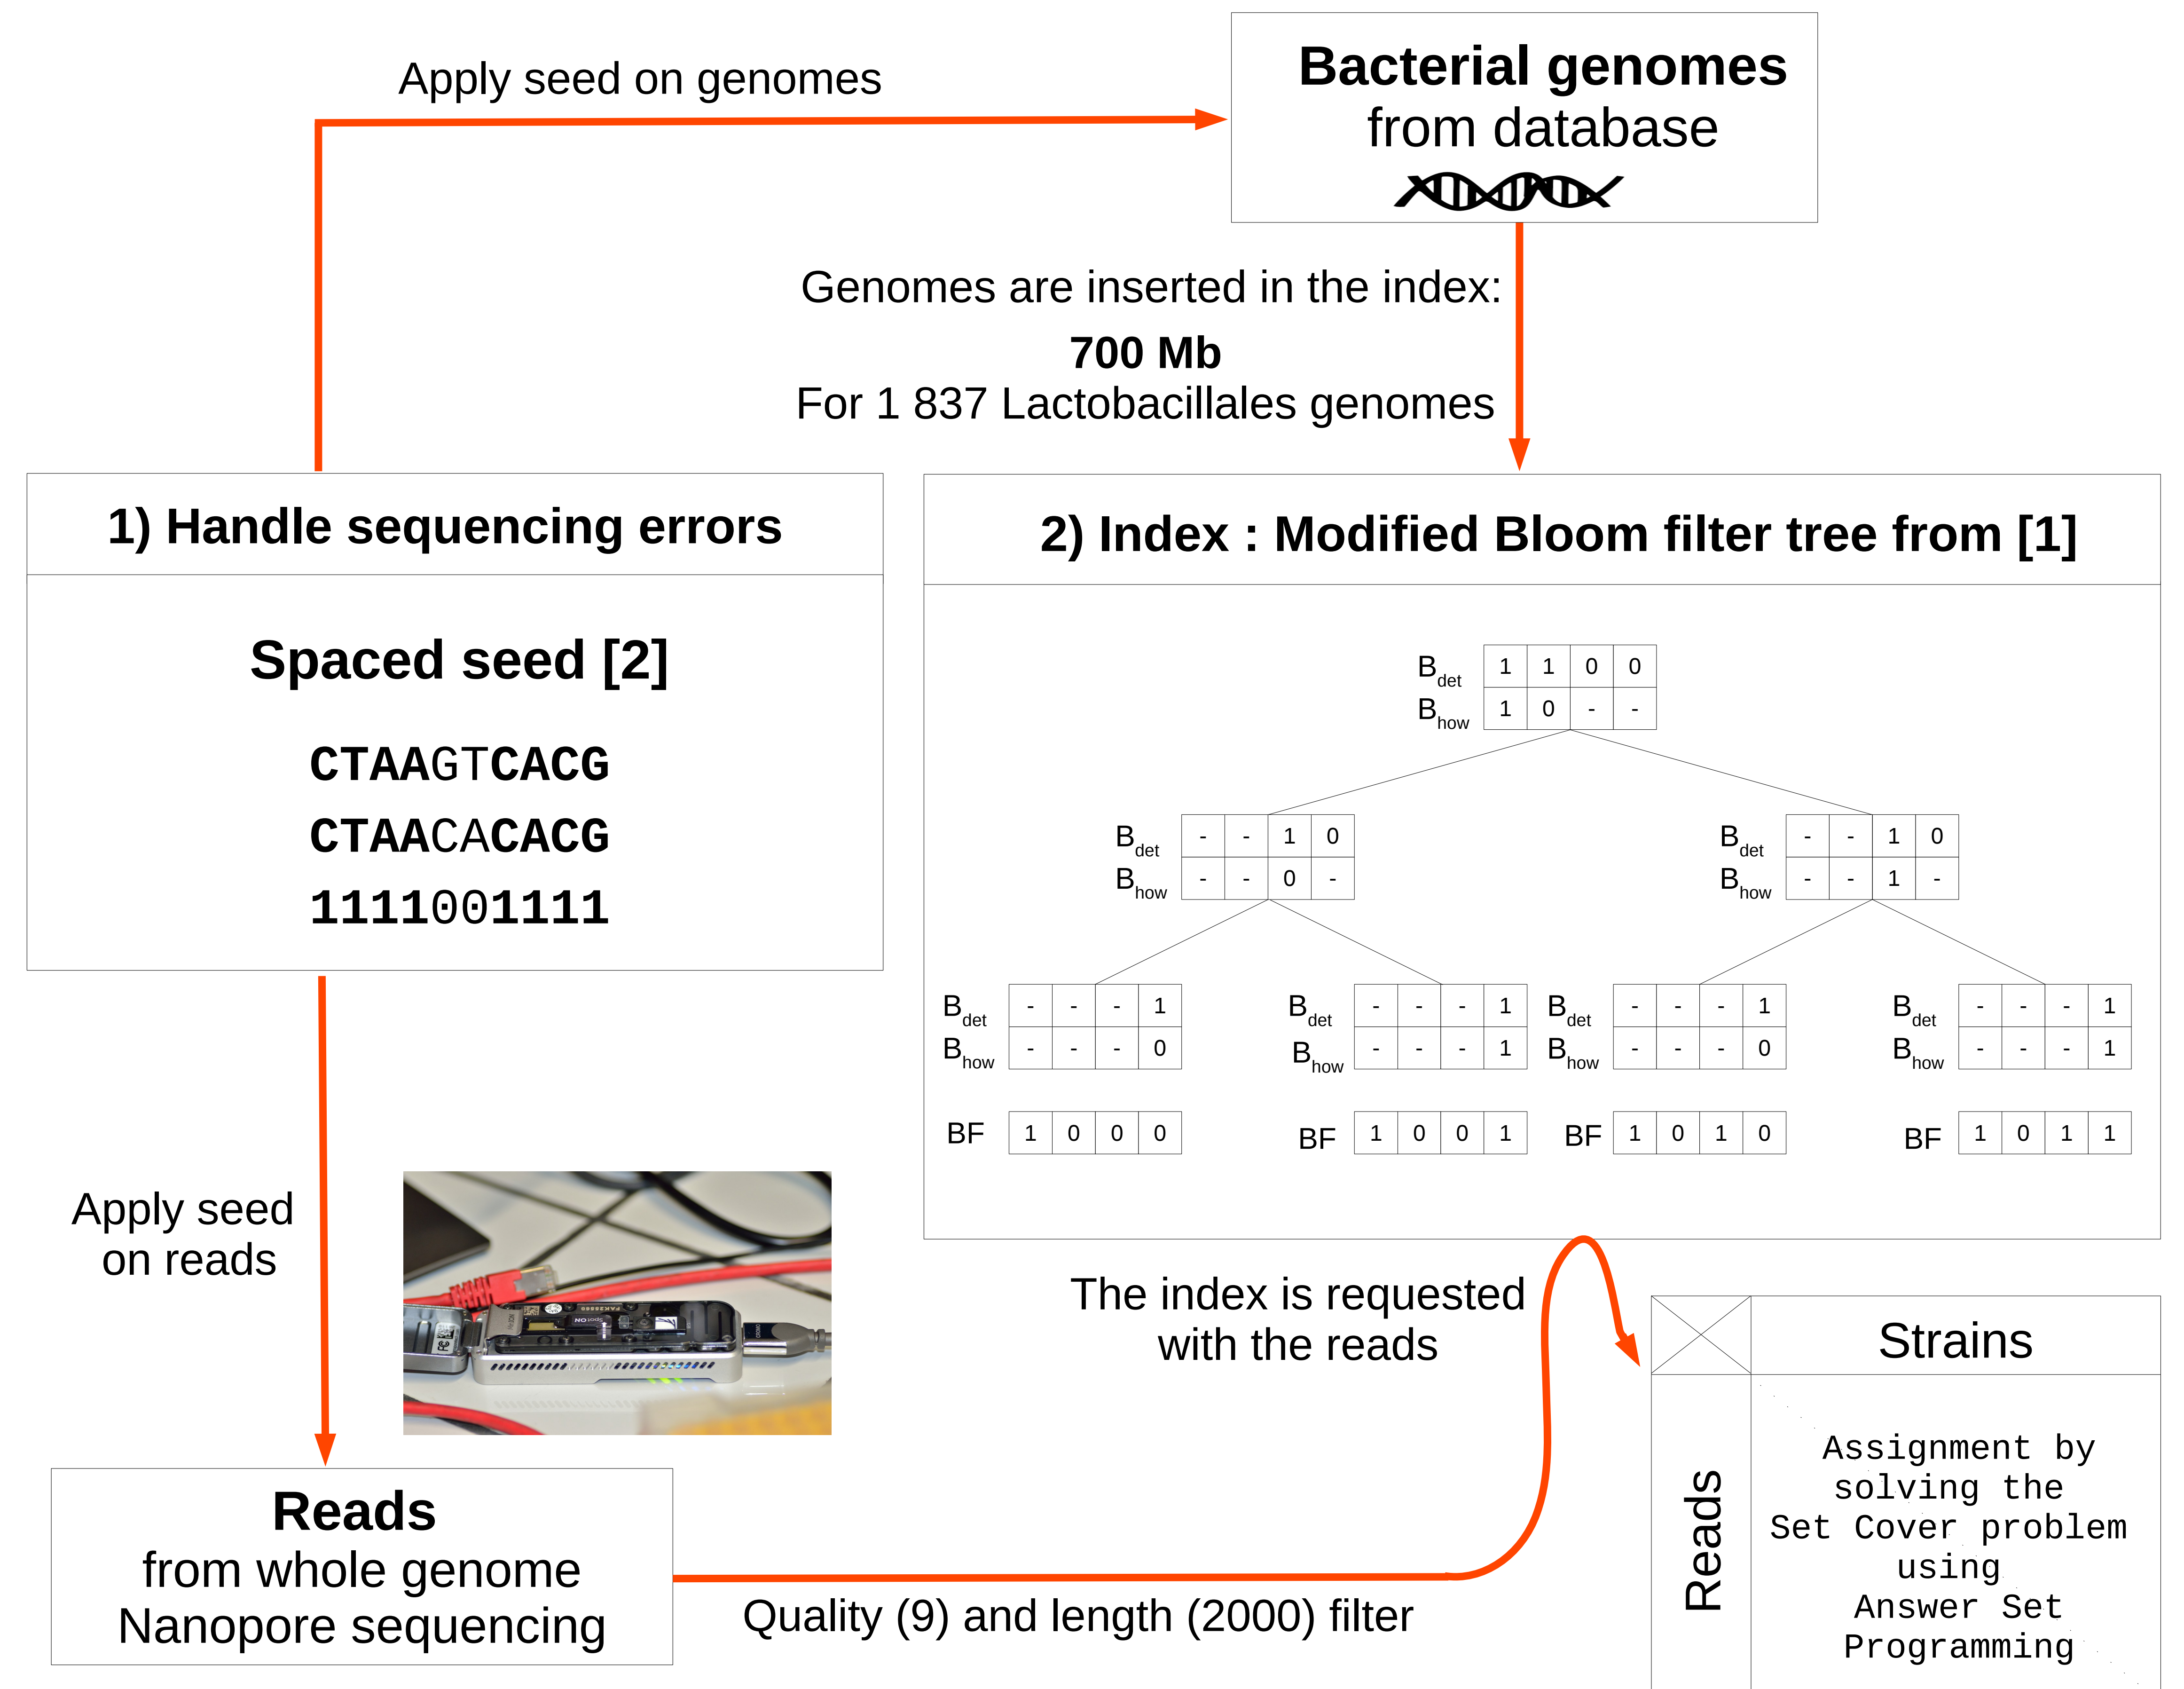 Apply seed on genomes
Bacterial genomes
from database
Genomes are inserted in the index:
700 Mb
For 1 837 Lactobacillales genomes
1) Handle sequencing errors
Spaced seed [2]
CTAAGTCACG
CTAACACACG
1111001111
2) Index : Modified Bloom filter tree from [1]
Bdet 1 1 0 0
Bhow 1 0 - -
Bdet - - 1 0 Bdet - - 1 0
Bhow - - 0 - Bhow - - 1 -
Bdet - - - 1 Bdet - - - 1 Bdet - - - 1 Bdet - - - 1
Bhow - - - 0 Bhow - - - 1 Bhow - - - 0 Bhow - - - 1
BF 1 0 0 0 BF 1 0 0 1 BF 1 0 1 0 BF 1 0 1 1
Apply seed
on reads
SpotON
The index is requested
with the reads
Reads
from whole genome
Nanopore sequencing
Quality (9) and length (2000) filter
Strains
Reads
Assignment by
solving the
Set Cover problem
using
Answer Set
Programming